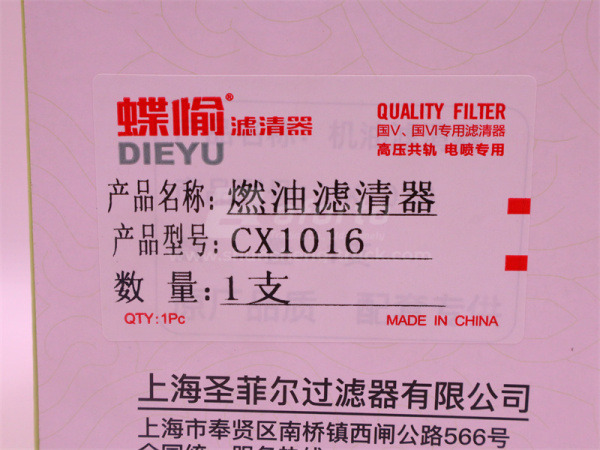 蝶愉® 滤清器
DIEYU
QUALITY FILTER
国Ⅴ、国Ⅵ专用滤清器
高压共轨 电喷专用
产品名称:燃油滤清器
产品型号:CX1016
数 量:1支
QTY:1Pc
MADE IN CHINA
上海圣菲尔过滤器有限公司
上海市奉贤区南桥镇西闸公路566号